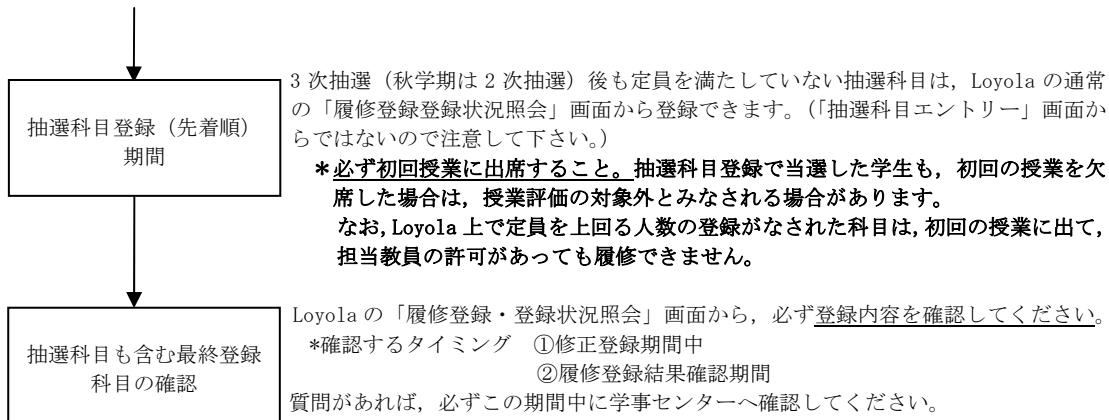 抽選科目登録（先着順）
期間
3 次抽選（秋学期は 2 次抽選）後も定員を満たしていない抽選科目は，Loyola の通常
の「履修登録登録状況照会」画面から登録できます。（「抽選科目エントリー」画面か
らではないので注意して下さい。）
＊必ず初回授業に出席すること。抽選科目登録で当選した学生も，初回の授業を欠
席した場合は，授業評価の対象外とみなされる場合があります。
なお，Loyola 上で定員を上回る人数の登録がなされた科目は，初回の授業に出て，
担当教員の許可があっても履修できません。
抽選科目も含む最終登録
科目の確認
Loyola の「履修登録・登録状況照会」画面から，必ず登録内容を確認してください。
*確認するタイミング　①修正登録期間中
②履修登録結果確認期間
質問があれば，必ずこの期間中に学事センターへ確認してください。